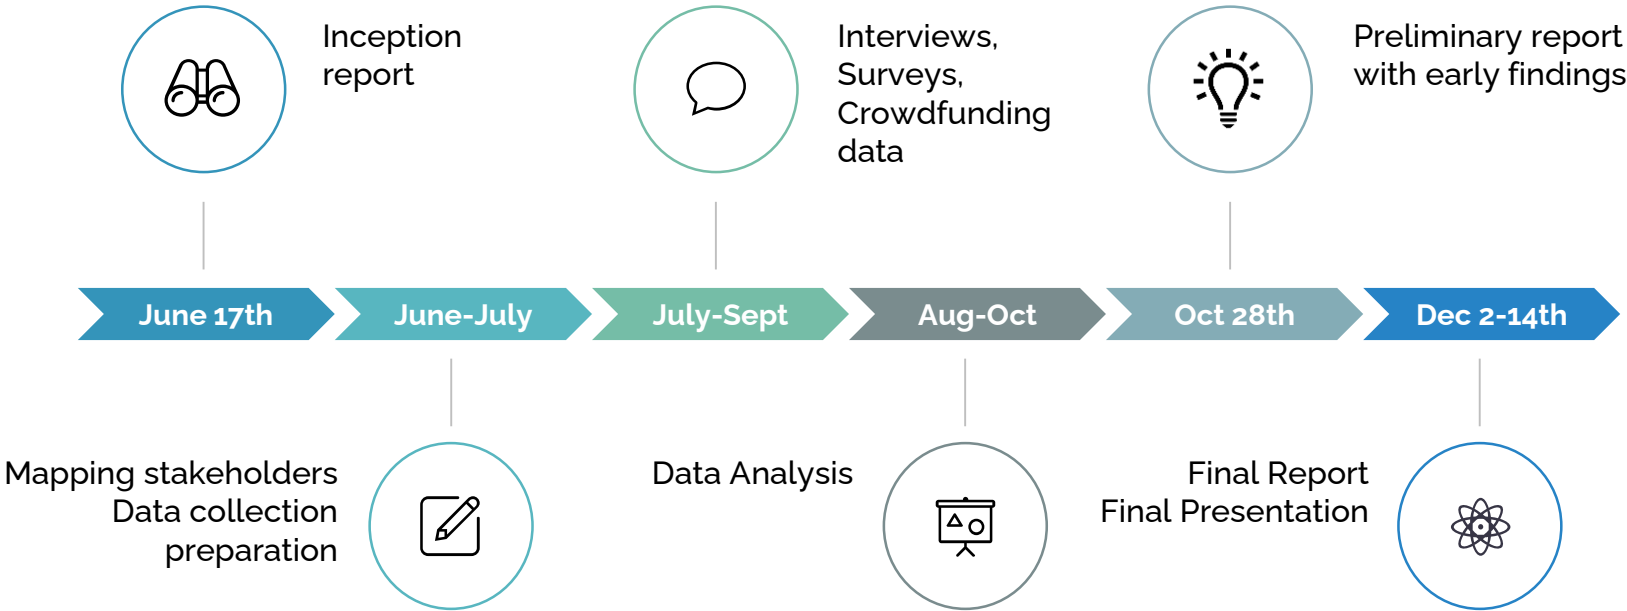 Inception
report
Interviews,
Surveys,
Crowdfunding
data
Preliminary report
with early findings
June 17th
June-July
July-Sept
Aug-Oct
Oct 28th
Dec 2-14th
Mapping stakeholders
Data collection
preparation
Data Analysis
Final Report
Final Presentation